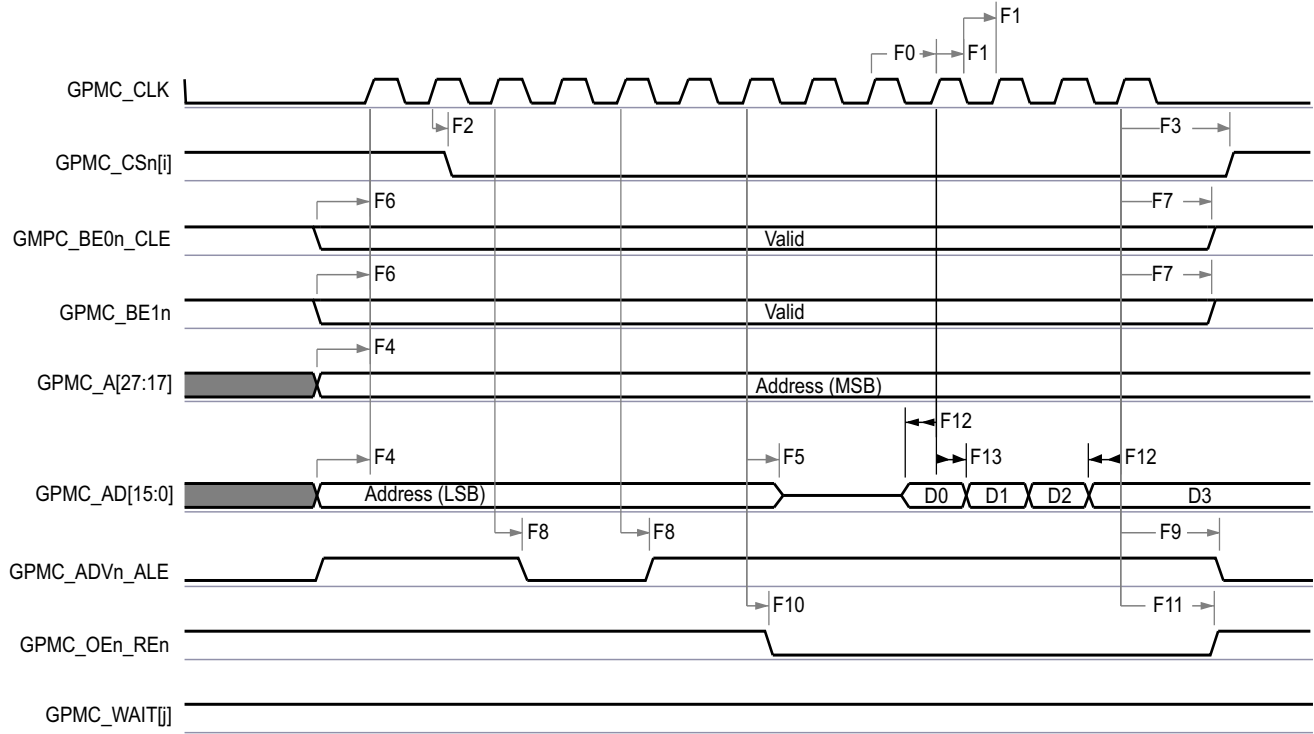 F1
F0 F1
GPMC_CLK
F2 F3
GPMC_CSn[i]
F6 F7
GMPC_BE0n_CLE Valid
F6 F7
GPMC_BE1n Valid
F4
GPMC_A[27:17] Address (MSB)
F12
F4 F5 F13 F12
GPMC_AD[15:0] Address (LSB) D0 D1 D2 D3
F8 F8 F9
GPMC_ADVn_ALE
F10 F11
GPMC_OEn_REn
GPMC_WAIT[j]